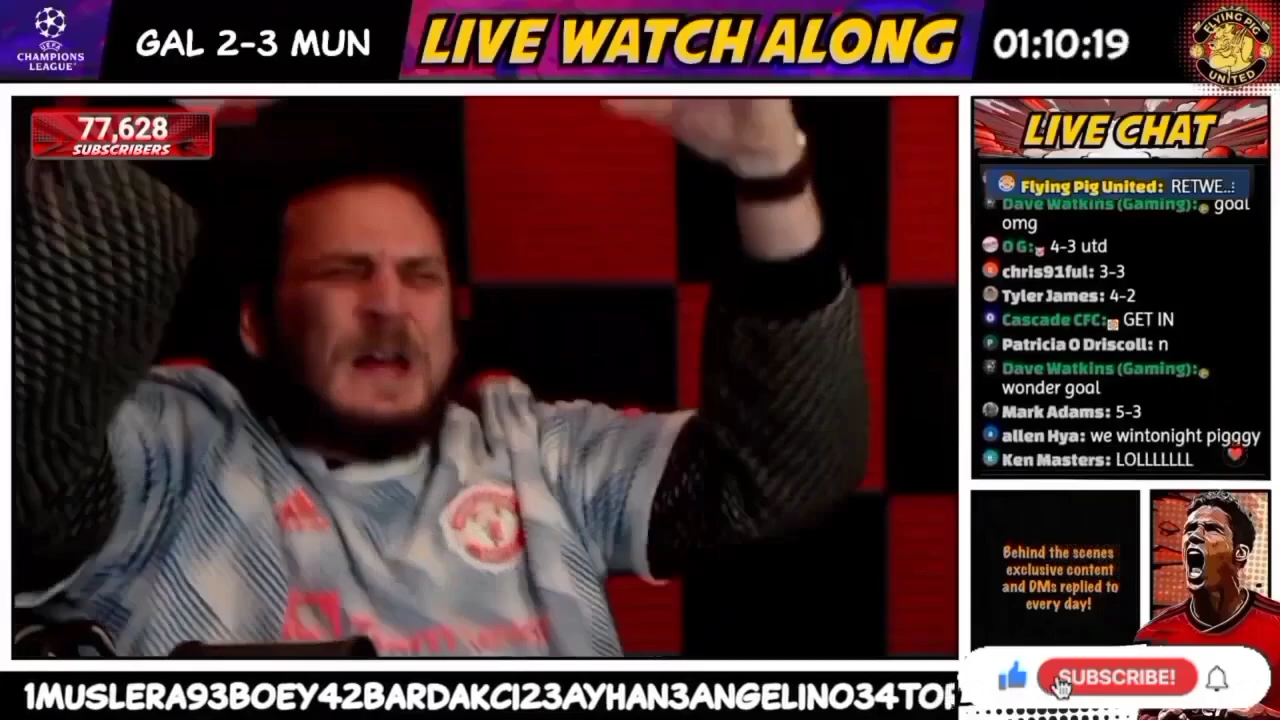 UEFA
CHAMPIONS
LEAGUE
GAL 2-3 MUN
LIVE WATCH ALONG
01:10:19
FLYING PIG
UNITED
77,628
SUBSCRIBERS
LIVE CHAT
Flying Pig United: RETWE..
Dave Watkins (Gaming): goal
omg
O G: 4-3 utd
chris91ful: 3-3
Tyler James: 4-2
Cascade CFC: GET IN
Patricia O Driscoll: n
Dave Watkins (Gaming):
wonder goal
Mark Adams: 5-3
allen Hya: we wintonight pigggy
Ken Masters: LOLLLLLLL
Behind the scenes
exclusive content
and DMs replied to
every day!
SUBSCRIBE!
1MUSLERA93BOEY42BARDAKCI23AYHAN3ANGELINO34TOR